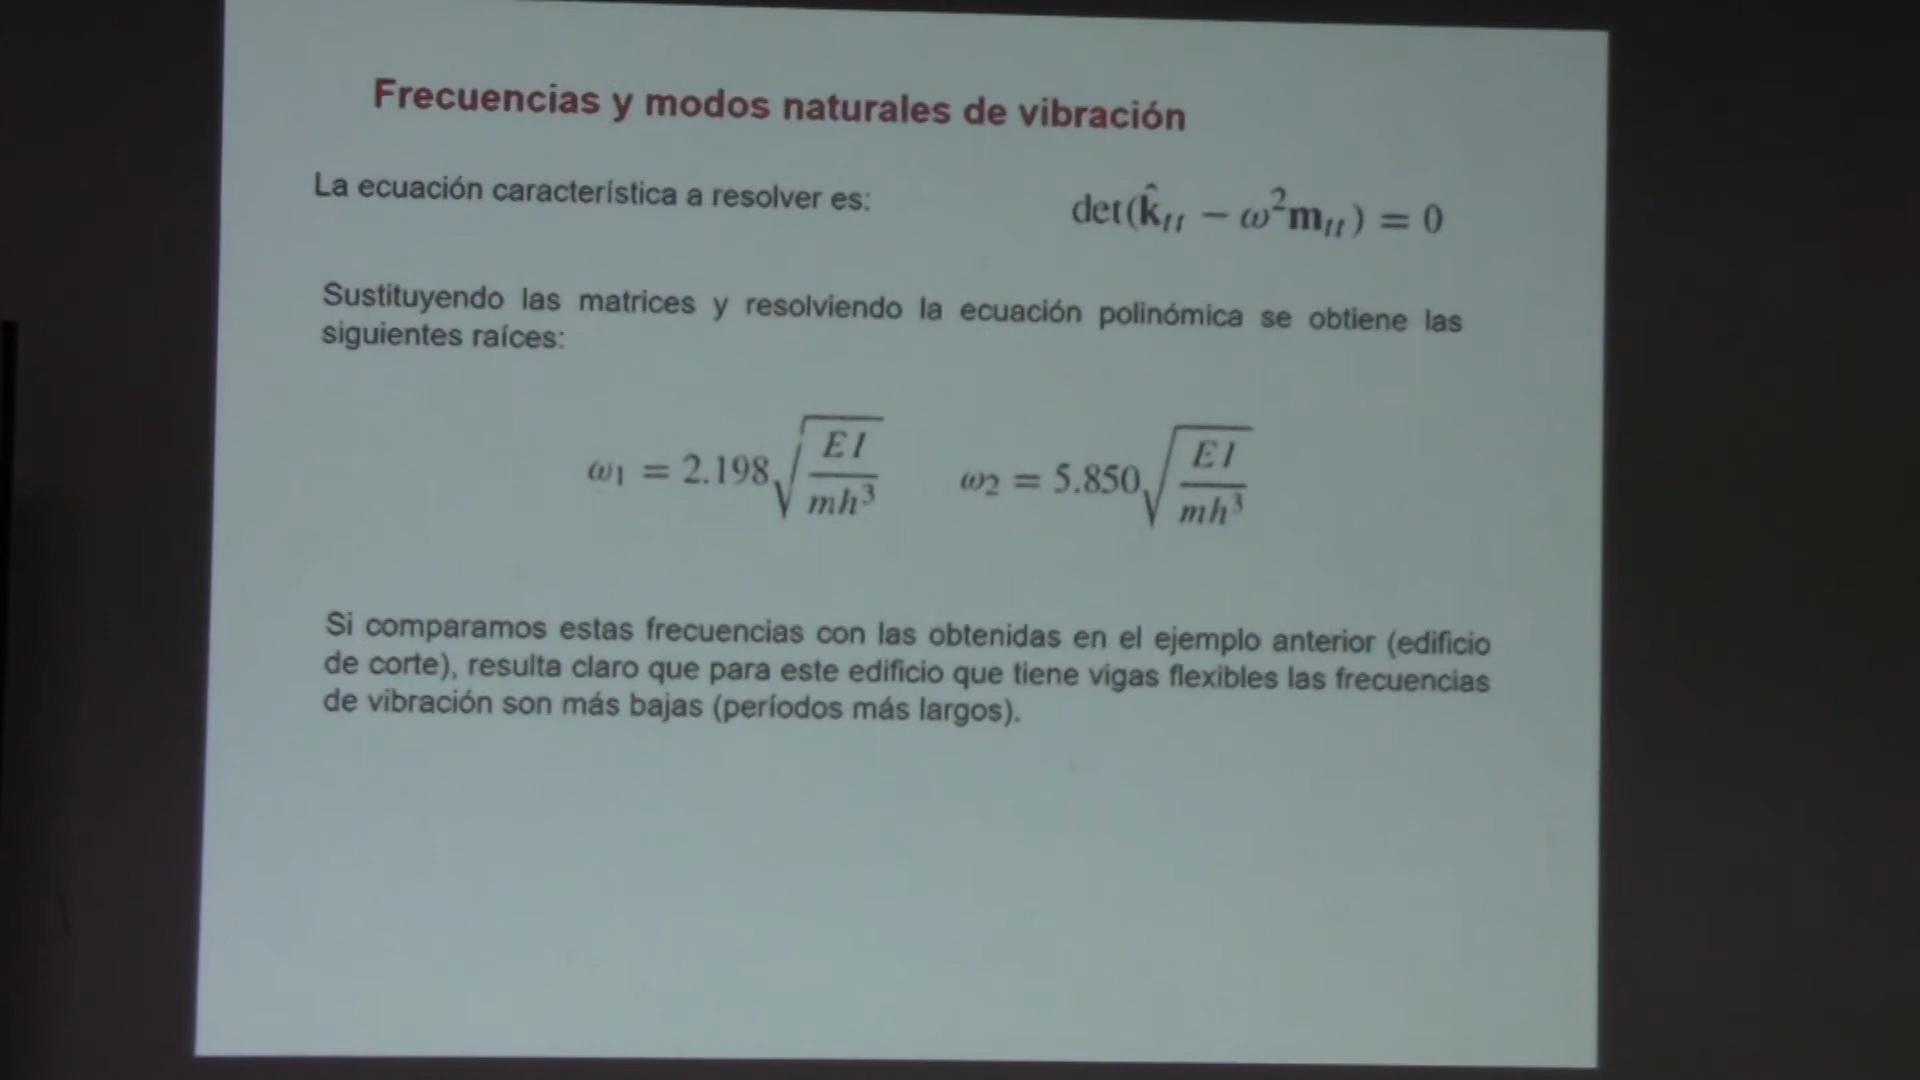 Frecuencias y modos naturales de vibración
La ecuación característica a resolver es: det(k̂ₜₜ − ω²mₜₜ) = 0
Sustituyendo las matrices y resolviendo la ecuación polinómica se obtiene las
siguientes raíces:
ω₁ = 2.198√(EI/mh³) ω₂ = 5.850√(EI/mh³)
Si comparamos estas frecuencias con las obtenidas en el ejemplo anterior (edificio
de corte), resulta claro que para este edificio que tiene vigas flexibles las frecuencias
de vibración son más bajas (períodos más largos).